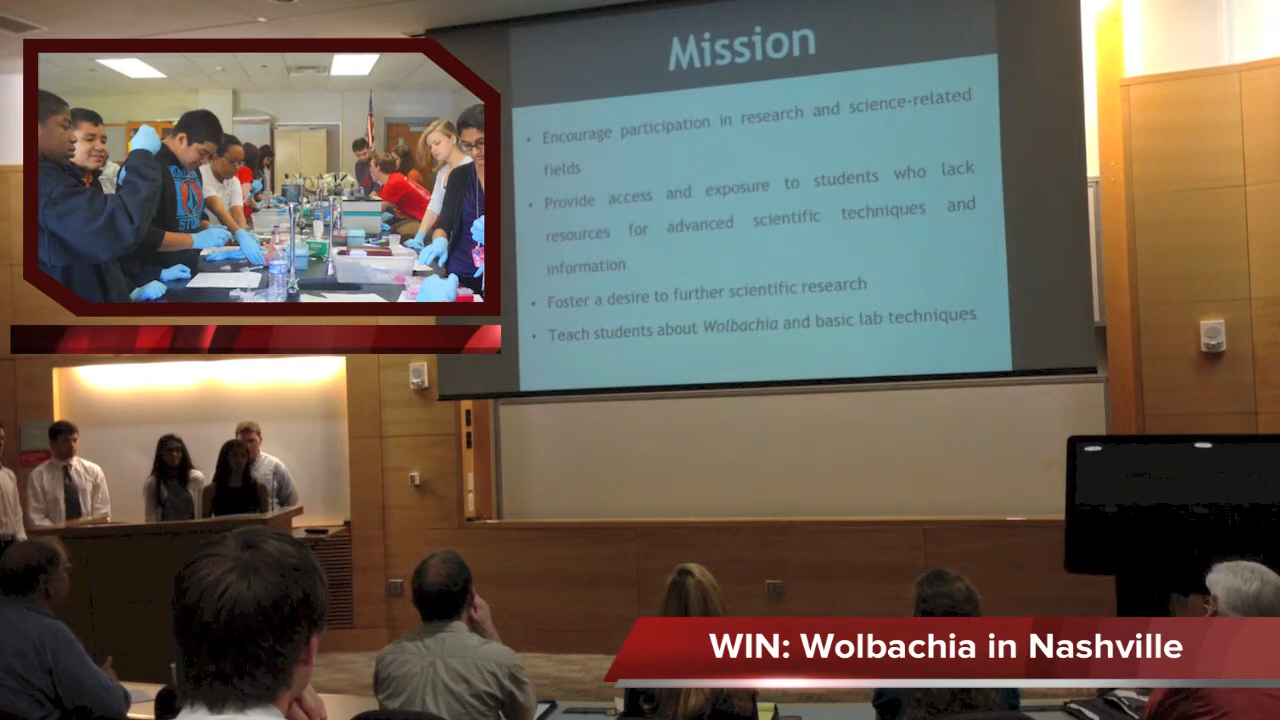 Mission
• Encourage participation in research and science-related
fields
• Provide access and exposure to students who lack
resources for advanced scientific techniques and
information
• Foster a desire to further scientific research
• Teach students about Wolbachia and basic lab techniques
WIN: Wolbachia in Nashville